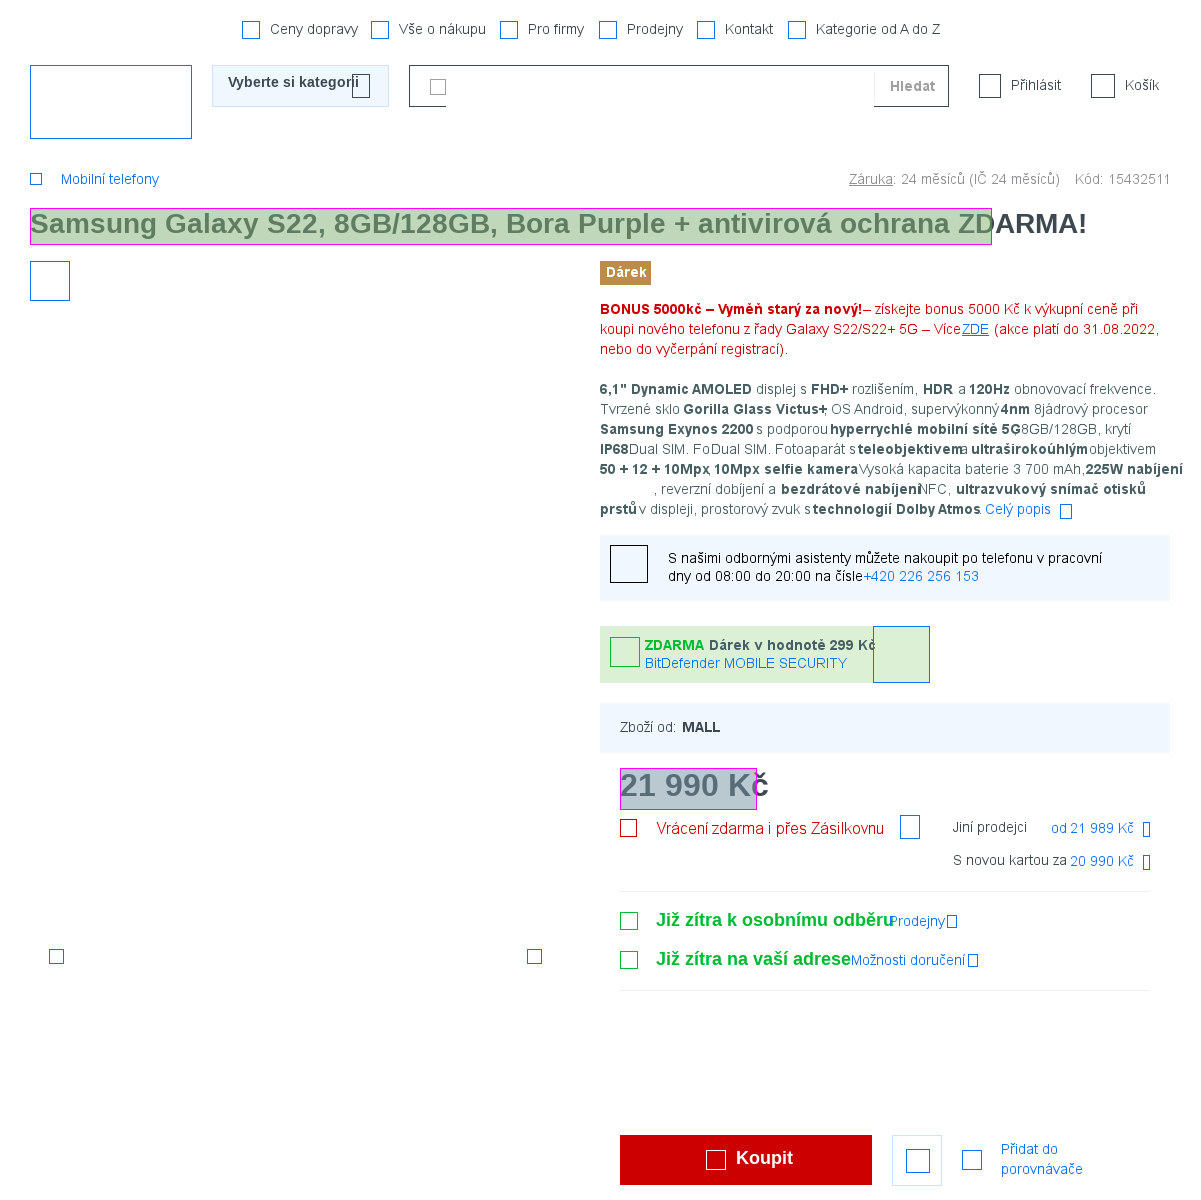 Ceny dopravy Vše o nákupu Pro firmy Prodejny Kontakt Kategorie od A do Z
Vyberte si kategorii Hledat Přihlásit Košík
Mobilní telefony Záruka: 24 měsíců (IČ 24 měsíců) Kód: 15432511
Samsung Galaxy S22, 8GB/128GB, Bora Purple + antivirová ochrana ZDARMA!
Dárek
BONUS 5000kč – Vyměň starý za nový! – získejte bonus 5000 Kč k výkupní ceně při
koupi nového telefonu z řady Galaxy S22/S22+ 5G – Více ZDE (akce platí do 31.08.2022,
nebo do vyčerpání registrací).
6,1" Dynamic AMOLED displej s FHD+ rozlišením, HDR a 120Hz obnovovací frekvence.
Tvrzené sklo Gorilla Glass Victus+, OS Android, supervýkonný 4nm 8jádrový procesor
Samsung Exynos 2200 s podporou hyperrychlé mobilní sítě 5G, 8GB/128GB, krytí
IP68 Dual SIM. FoDual SIM. Fotoaparát s teleobjektivem a ultraširokoúhlým objektivem
50 + 12 + 10Mpx, 10Mpx selfie kamera Vysoká kapacita baterie 3 700 mAh, 225W nabíjení
, reverzní dobíjení a bezdrátové nabíjení NFC, ultrazvukový snímač otisků
prstů v displeji, prostorový zvuk s technologií Dolby Atmos. Celý popis
S našimi odbornými asistenty můžete nakoupit po telefonu v pracovní
dny od 08:00 do 20:00 na čísle +420 226 256 153
ZDARMA Dárek v hodnotě 299 Kč
BitDefender MOBILE SECURITY
Zboží od: MALL
21 990 Kč
Vrácení zdarma i přes Zásilkovnu Jiní prodejci od 21 989 Kč
S novou kartou za 20 990 Kč
Již zítra k osobnímu odběru Prodejny
Již zítra na vaší adrese Možnosti doručení
Koupit Přidat do
porovnávače